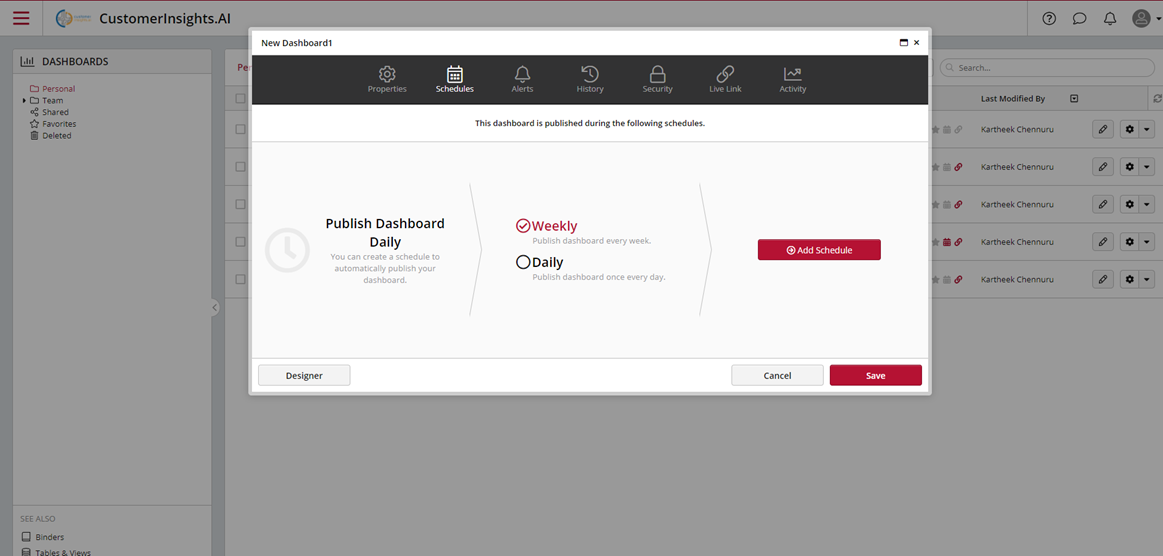 CustomerInsights.AI
DASHBOARDS
Personal
Team
Shared
Favorites
Deleted
SEE ALSO
Binders
Tables & Views
New Dashboard1
Properties
Schedules
Alerts
History
Security
Live Link
Activity
This dashboard is published during the following schedules.
Publish Dashboard
Daily
You can create a schedule to
automatically publish your
dashboard.
Weekly
Publish dashboard every week.
Daily
Publish dashboard once every day.
Add Schedule
Designer
Cancel
Save
Per
Search...
Last Modified By
Kartheek Chennuru
Kartheek Chennuru
Kartheek Chennuru
Kartheek Chennuru
Kartheek Chennuru